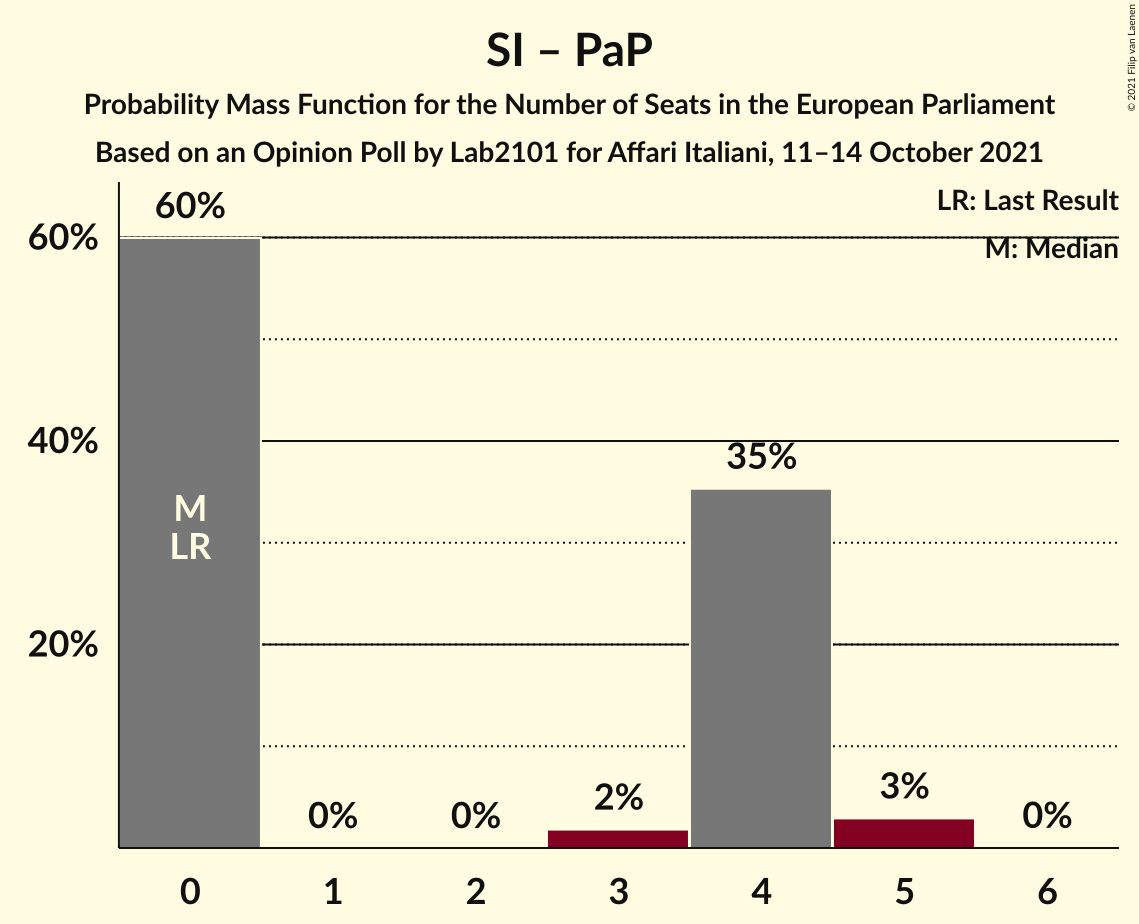 SI – PaP
Probability Mass Function for the Number of Seats in the European Parliament
Based on an Opinion Poll by Lab2101 for Affari Italiani, 11–14 October 2021
© 2021 Filip van Laenen
LR: Last Result
M: Median
60%
40%
20%
60%
0%
0%
2%
35%
3%
0%
M
LR
0
1
2
3
4
5
6